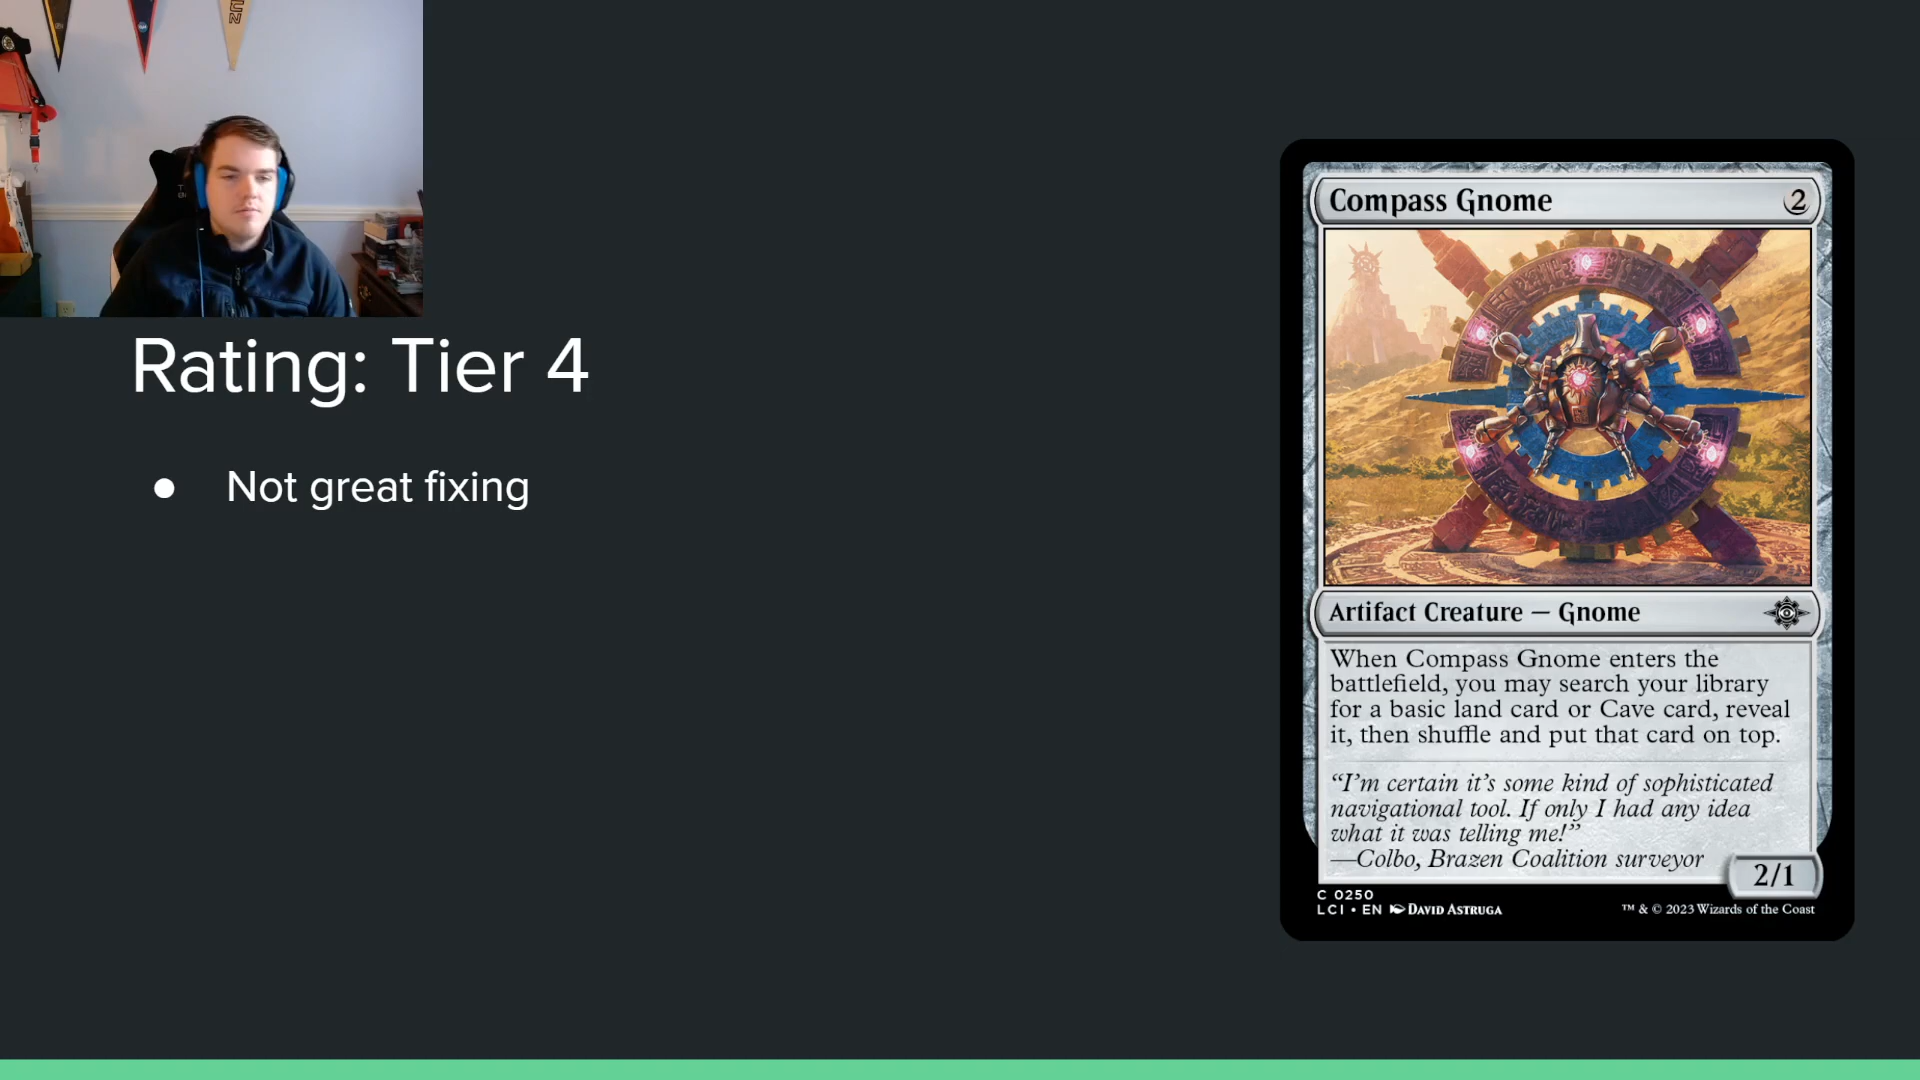 Rating: Tier 4
● Not great fixing
Compass Gnome 2
Artifact Creature — Gnome
When Compass Gnome enters the
battlefield, you may search your library
for a basic land card or Cave card, reveal
it, then shuffle and put that card on top.
“I’m certain it’s some kind of sophisticated
navigational tool. If only I had any idea
what it was telling me!”
—Colbo, Brazen Coalition surveyor
2/1
C 0250
LCI • EN David Astruga
™ & © 2023 Wizards of the Coast